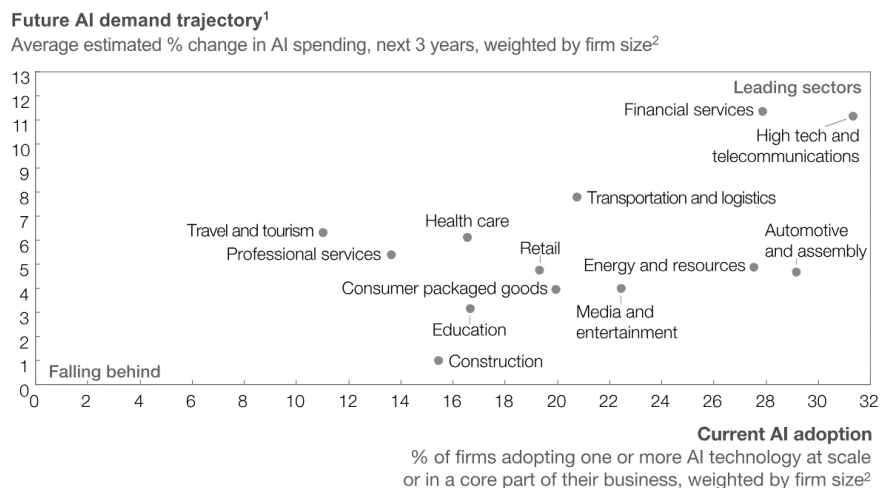 Future AI demand trajectory¹
Average estimated % change in AI spending, next 3 years, weighted by firm size²
13
12
11
10
9
8
7
6
5
4
3
2
1
0
Leading sectors
Financial services
High tech and
telecommunications
Transportation and logistics
Travel and tourism
Health care
Professional services
Automotive
and assembly
Retail
Energy and resources
Consumer packaged goods
Media and
entertainment
Education
Construction
Falling behind
0 2 4 6 8 10 12 14 16 18 20 22 24 26 28 30 32
Current AI adoption
% of firms adopting one or more AI technology at scale
or in a core part of their business, weighted by firm size²